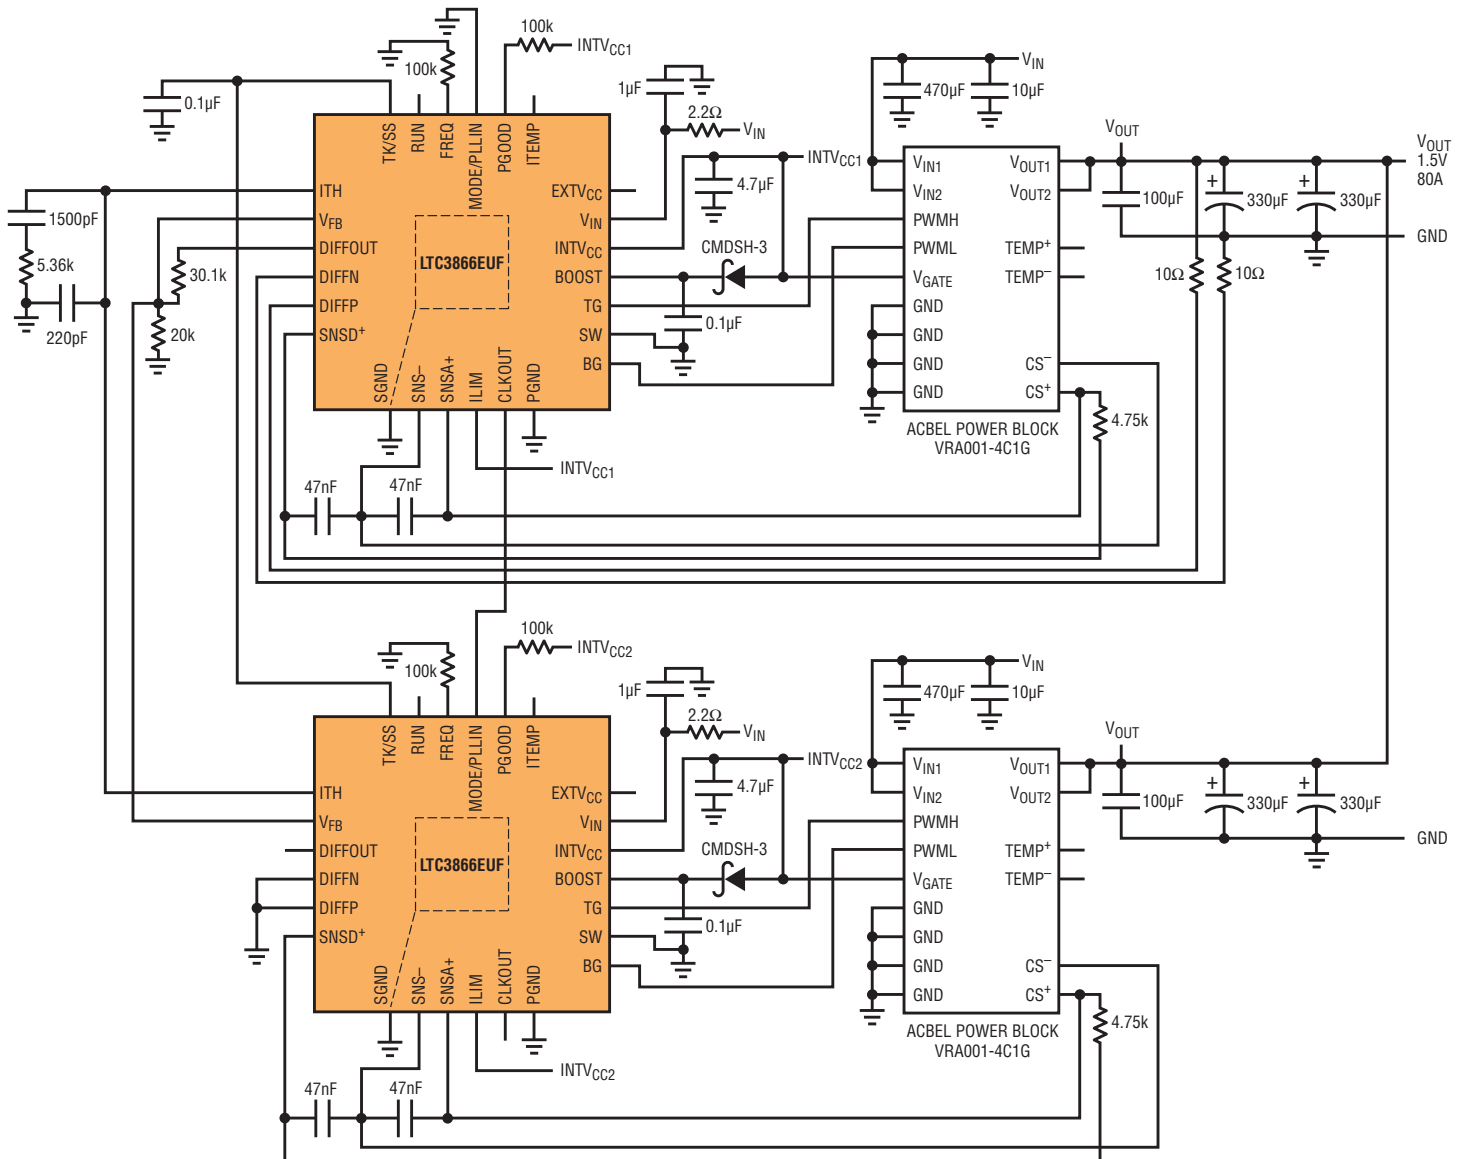 100k
INTVCC1
100k
0.1µF
1µF
2.2Ω
VIN
TK/SS
RUN
FREQ
MODE/PLLIN
PGOOD
ITEMP
ITH
VFB
DIFFOUT
DIFFN
DIFFP
SNSD+
LTC3866EUF
EXTVCC
VIN
INTVCC
BOOST
TG
SW
BG
SGND
SNS–
SNSA+
ILIM
CLKOUT
PGND
1500pF
5.36k
220pF
30.1k
20k
INTVCC1
4.7µF
CMDSH-3
0.1µF
INTVCC1
47nF
47nF
VIN
470µF
10µF
VIN1
VIN2
PWMH
PWML
VGATE
GND
GND
GND
GND
VOUT1
VOUT2
TEMP+
TEMP–
CS–
CS+
ACBEL POWER BLOCK
VRA001-4C1G
4.75k
VOUT
100µF
+
330µF
+
330µF
VOUT
1.5V
80A
GND
10Ω
10Ω
100k
INTVCC2
100k
1µF
2.2Ω
VIN
TK/SS
RUN
FREQ
MODE/PLLIN
PGOOD
ITEMP
ITH
VFB
DIFFOUT
DIFFN
DIFFP
SNSD+
LTC3866EUF
EXTVCC
VIN
INTVCC
BOOST
TG
SW
BG
SGND
SNS–
SNSA+
ILIM
CLKOUT
PGND
INTVCC2
4.7µF
CMDSH-3
0.1µF
INTVCC2
47nF
47nF
VIN
470µF
10µF
VIN1
VIN2
PWMH
PWML
VGATE
GND
GND
GND
GND
VOUT1
VOUT2
TEMP+
TEMP–
CS–
CS+
ACBEL POWER BLOCK
VRA001-4C1G
4.75k
VOUT
100µF
+
330µF
+
330µF
GND